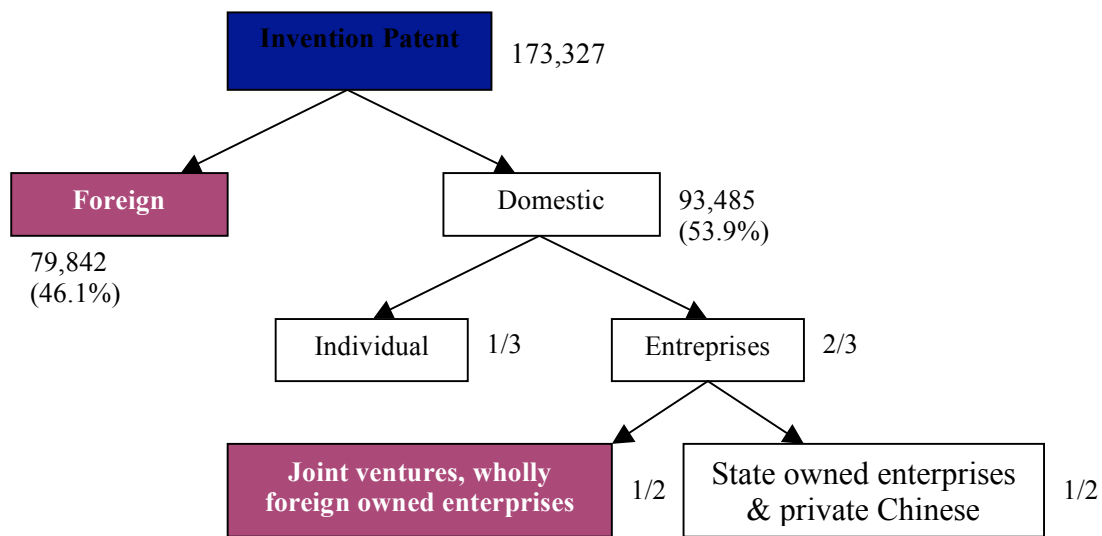 Invention Patent
173,327
Foreign
Domestic
93,485
(53.9%)
79,842
(46.1%)
Individual
1/3
Entreprises
2/3
Joint ventures, wholly
foreign owned enterprises
1/2
State owned enterprises
& private Chinese
1/2